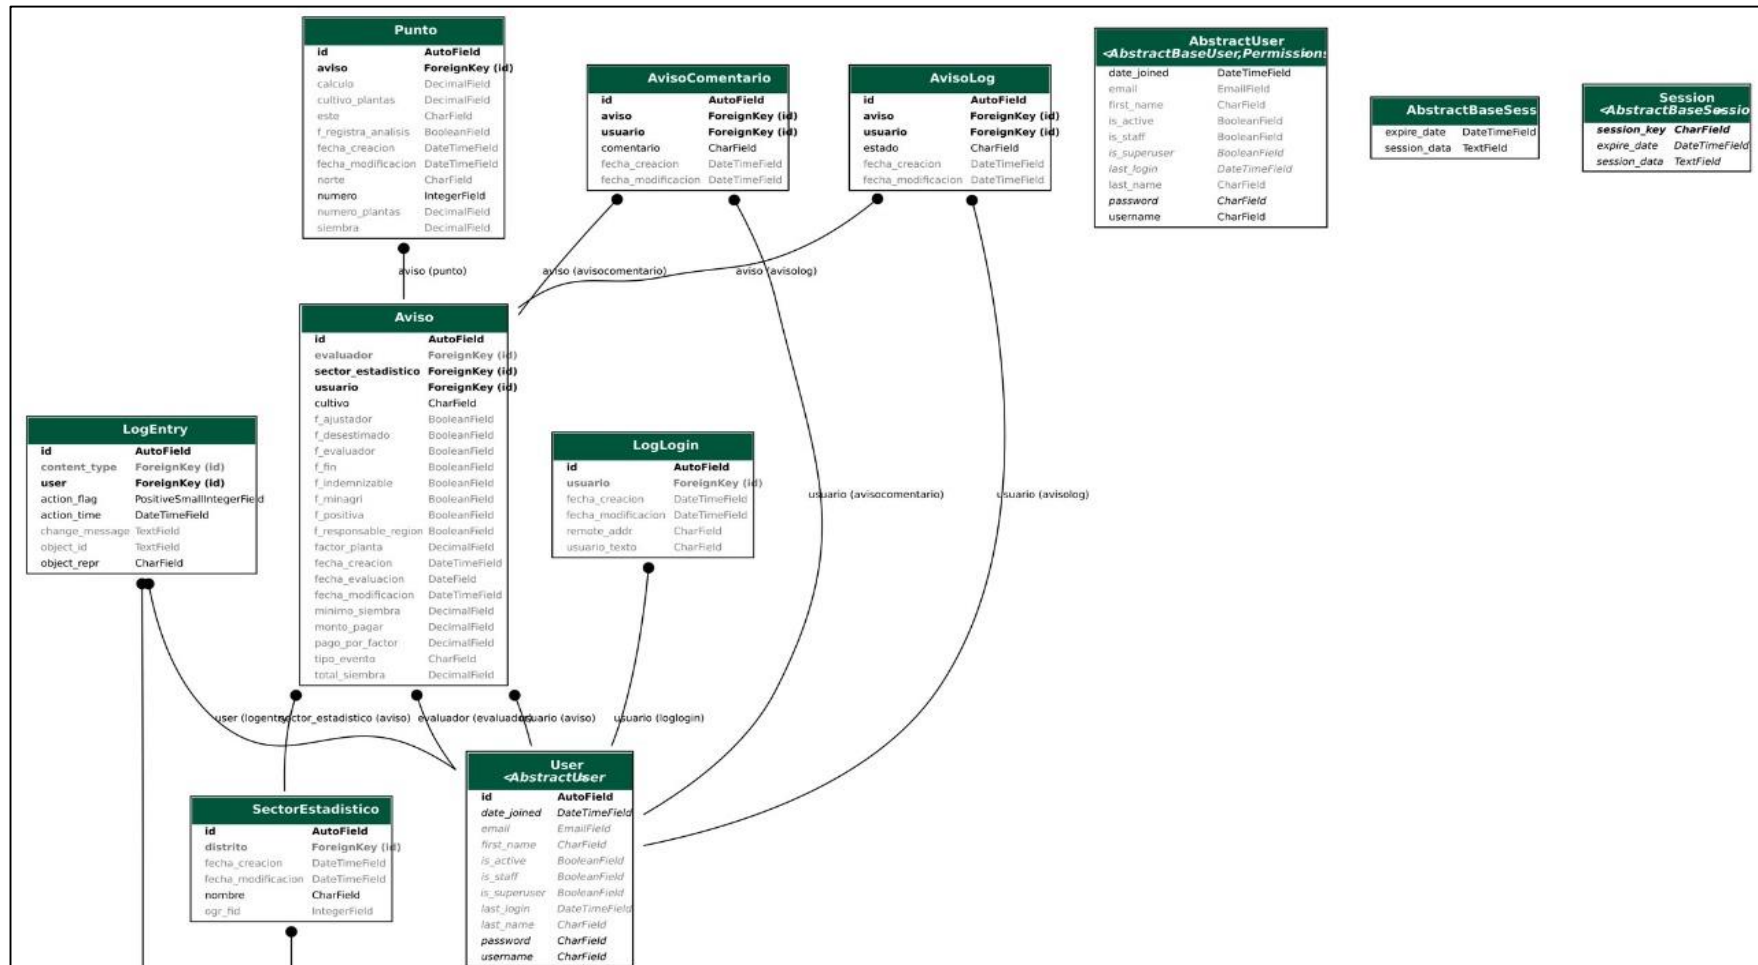 Punto
id AutoField
aviso ForeignKey (id)
calculo DecimalField
cultivo_plantas DecimalField
este CharField
f_registra_analisis BooleanField
fecha_creacion DateTimeField
fecha_modificacion DateTimeField
norte CharField
numero IntegerField
numero_plantas DecimalField
siembra DecimalField
AvisoComentario
id AutoField
aviso ForeignKey (id)
usuario ForeignKey (id)
comentario CharField
fecha_creacion DateTimeField
fecha_modificacion DateTimeField
AvisoLog
id AutoField
aviso ForeignKey (id)
usuario ForeignKey (id)
estado CharField
fecha_creacion DateTimeField
fecha_modificacion DateTimeField
AbstractUser
<AbstractBaseUser,Permissions
date_joined DateTimeField
email EmailField
first_name CharField
is_active BooleanField
is_staff BooleanField
is_superuser BooleanField
last_login DateTimeField
last_name CharField
password CharField
username CharField
AbstractBaseSess
expire_date DateTimeField
session_data TextField
Session
<AbstractBaseSessio
session_key CharField
expire_date DateTimeField
session_data TextField
aviso (punto)
aviso (avisocomentario)
aviso (avisolog)
Aviso
id AutoField
evaluador ForeignKey (id)
sector_estadistico ForeignKey (id)
usuario ForeignKey (id)
cultivo CharField
f_ajustador BooleanField
f_desestimado BooleanField
f_evaluador BooleanField
f_fin BooleanField
f_indemnizable BooleanField
f_minagri BooleanField
f_positiva BooleanField
f_responsable_region BooleanField
factor_planta DecimalField
fecha_creacion DateTimeField
fecha_evaluacion DateField
fecha_modificacion DateTimeField
minimo_siembra DecimalField
monto_pagar DecimalField
pago_por_factor DecimalField
tipo_evento CharField
total_siembra DecimalField
LogEntry
id AutoField
content_type ForeignKey (id)
user ForeignKey (id)
action_flag PositiveSmallIntegerField
action_time DateTimeField
change_message TextField
object_id TextField
object_repr CharField
LogLogin
id AutoField
usuario ForeignKey (id)
fecha_creacion DateTimeField
fecha_modificacion DateTimeField
remote_addr CharField
usuario_texto CharField
usuario (avisocomentario)
usuario (avisolog)
user (logentry)
sector_estadistico (aviso)
evaluador (evaluador)
usuario (aviso)
usuario (loglogin)
User
<AbstractUser
id AutoField
date_joined DateTimeField
email EmailField
first_name CharField
is_active BooleanField
is_staff BooleanField
is_superuser BooleanField
last_login DateTimeField
last_name CharField
password CharField
username CharField
SectorEstadistico
id AutoField
distrito ForeignKey (id)
fecha_creacion DateTimeField
fecha_modificacion DateTimeField
nombre CharField
ogr_fid IntegerField